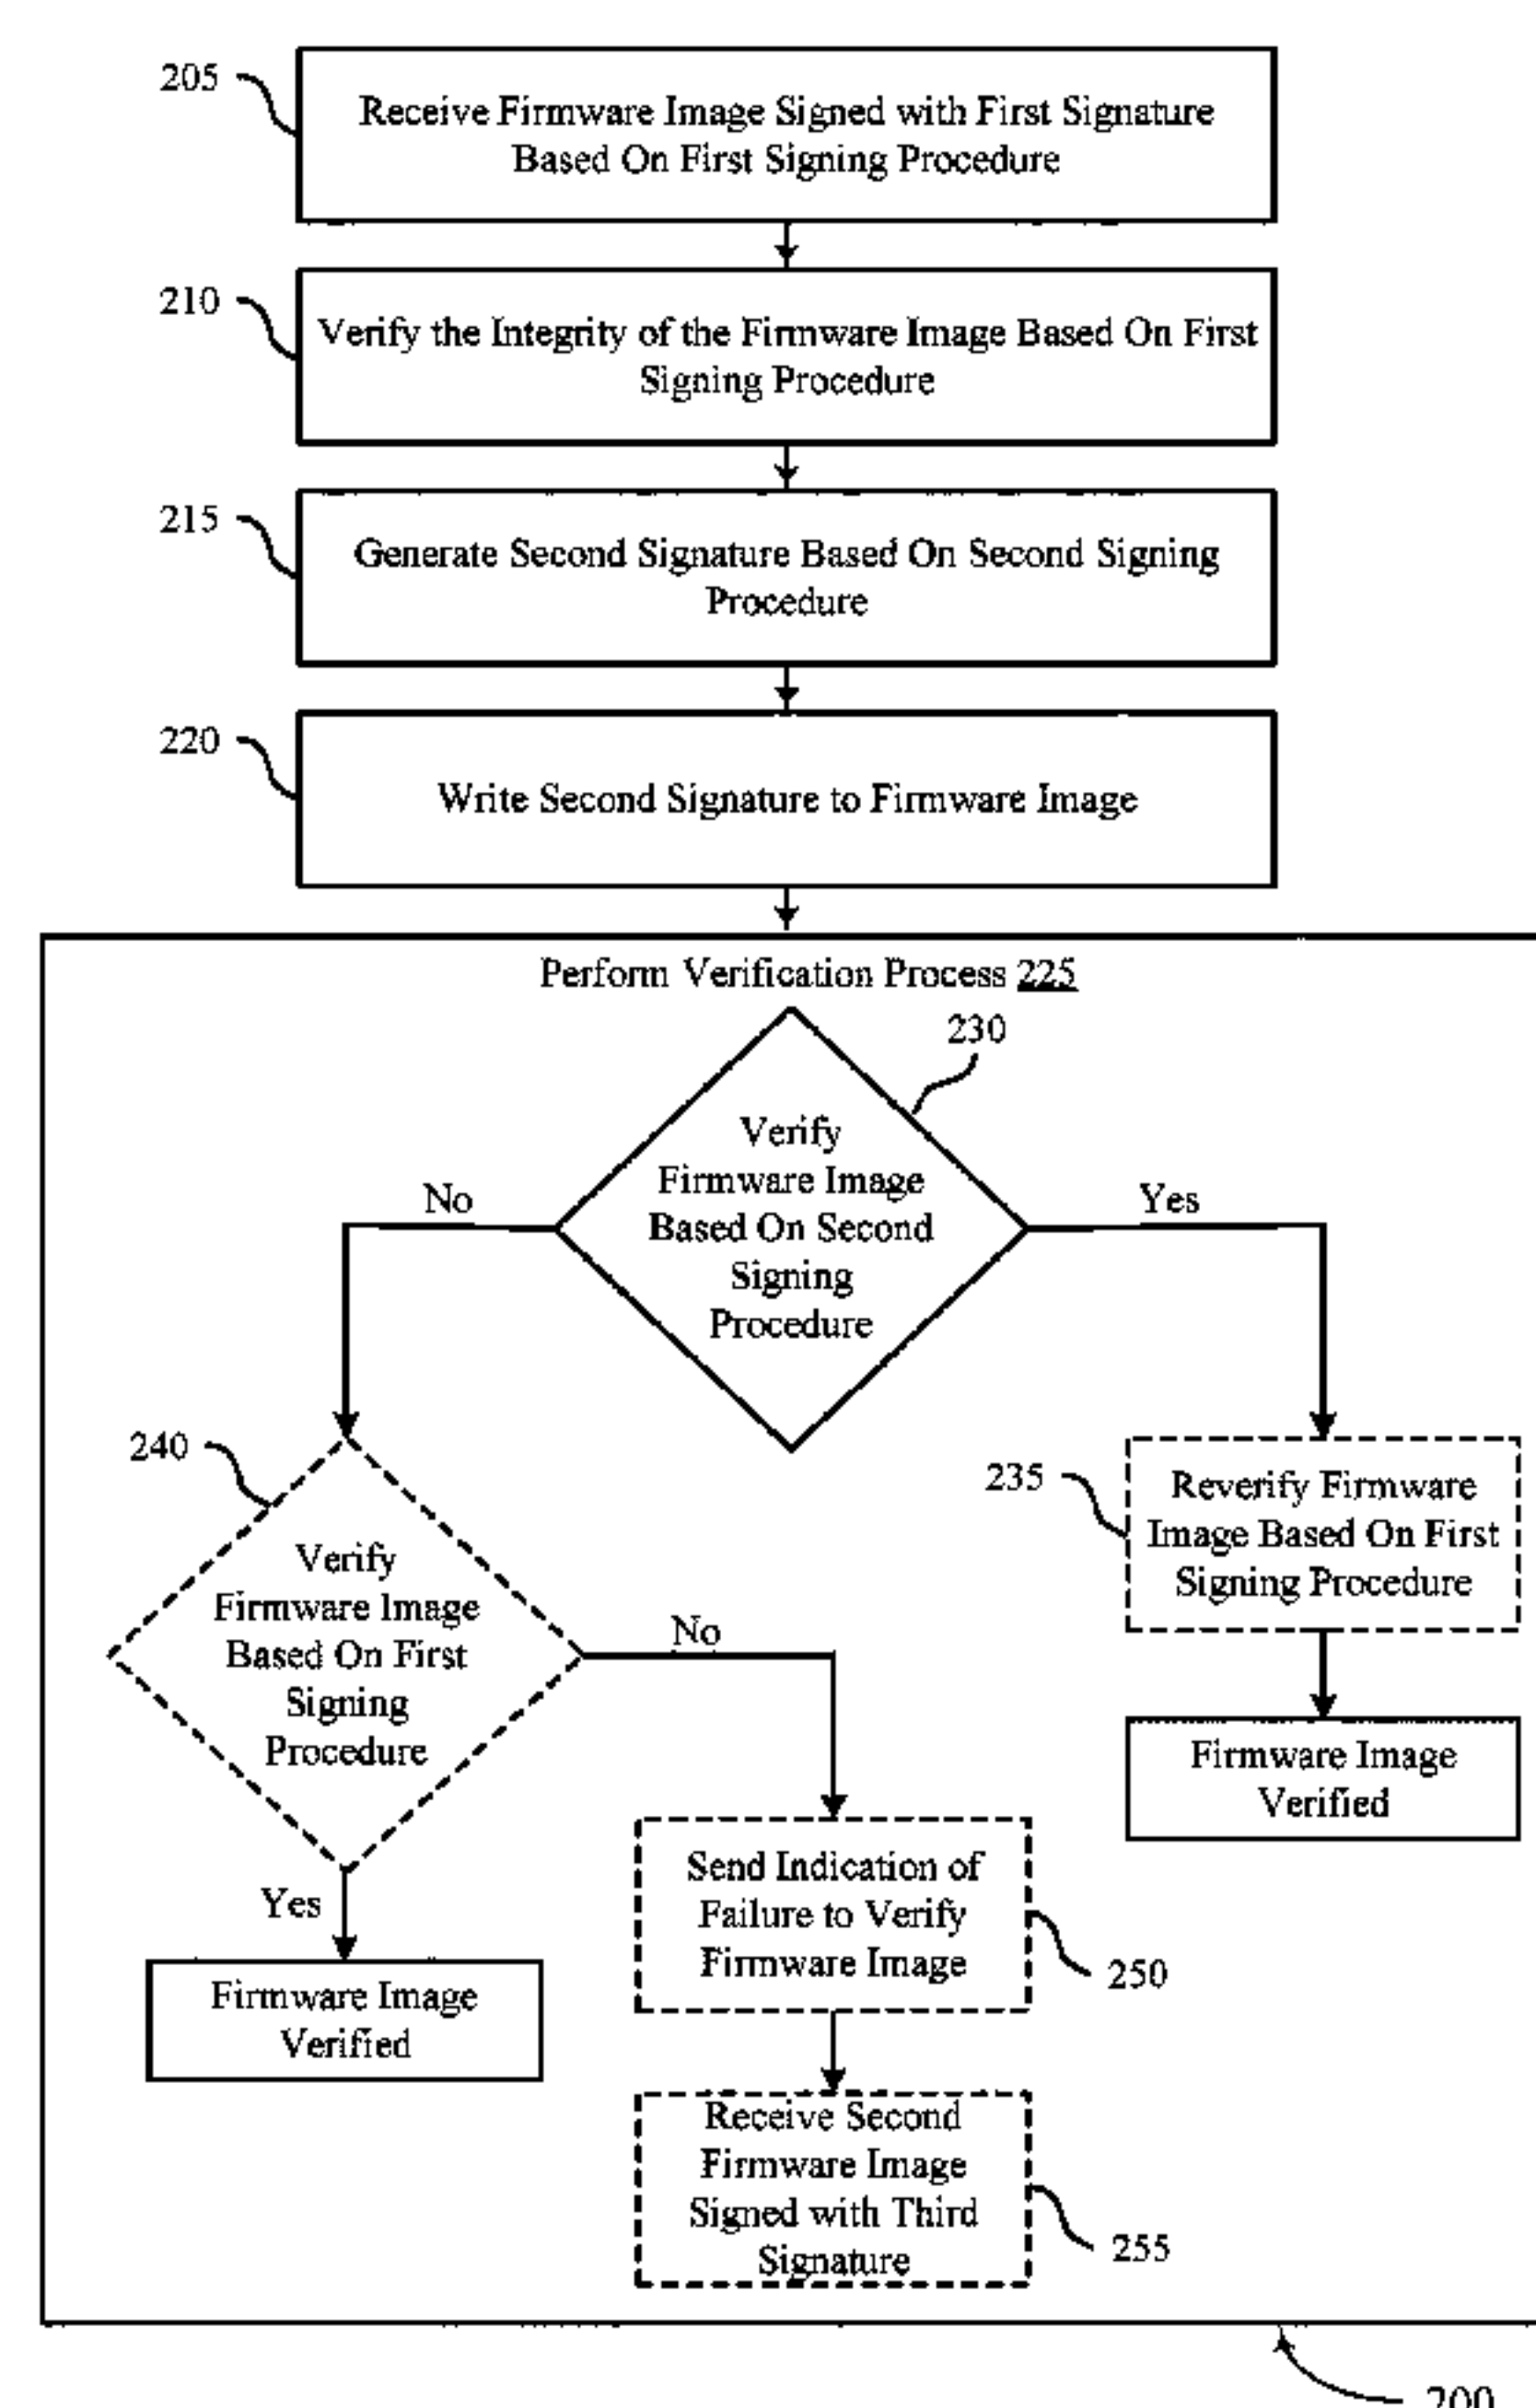 205
Receive Firmware Image Signed with First Signature
Based On First Signing Procedure
210
Verify the Integrity of the Firmware Image Based On First
Signing Procedure
215
Generate Second Signature Based On Second Signing
Procedure
220
Write Second Signature to Firmware Image
Perform Verification Process 225
230
Verify
Firmware Image
Based On Second
Signing
Procedure
No
Yes
240
Verify
Firmware Image
Based On First
Signing
Procedure
235
Reverify Firmware
Image Based On First
Signing Procedure
No
Firmware Image
Verified
Yes
Send Indication of
Failure to Verify
Firmware Image
250
Firmware Image
Verified
Receive Second
Firmware Image
Signed with Third
Signature
255
200